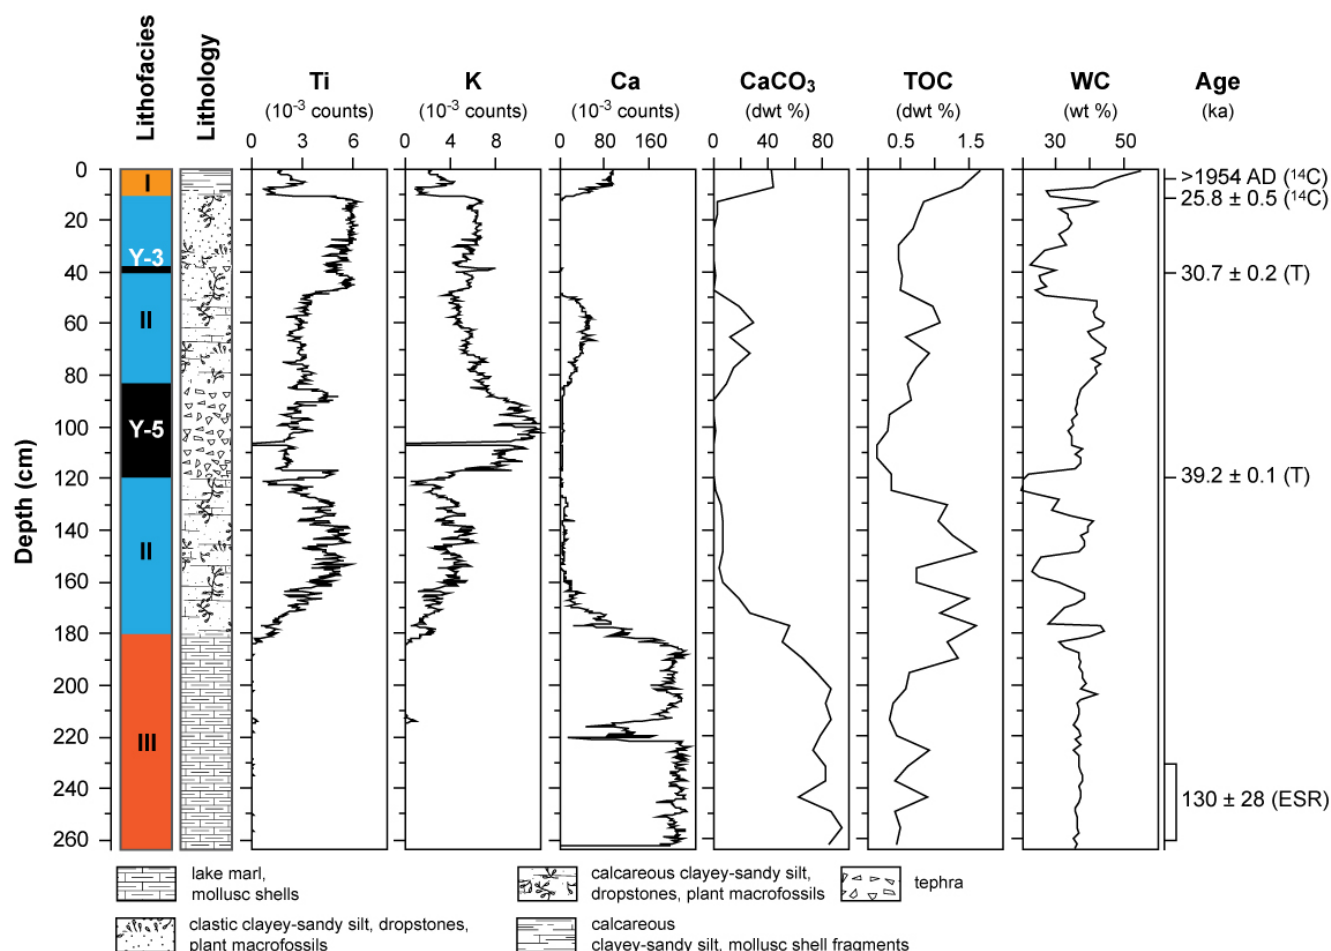 Lithofacies
Lithology
Ti
K
Ca
CaCO₃
TOC
WC
Age
(10⁻³ counts)
(10⁻³ counts)
(10⁻³ counts)
(dwt %)
(dwt %)
(wt %)
(ka)
0 3 6
0 4 8
0 80 160
0 40 80
0.5 1.5
30 50
Depth (cm)
0
20
40
60
80
100
120
140
160
180
200
220
240
260
I
Y-3
II
Y-5
II
III
>1954 AD (¹⁴C)
25.8 ± 0.5 (¹⁴C)
30.7 ± 0.2 (T)
39.2 ± 0.1 (T)
130 ± 28 (ESR)
lake marl,
mollusc shells
calcareous clayey-sandy silt,
dropstones, plant macrofossils
tephra
clastic clayey-sandy silt, dropstones,
plant macrofossils
calcareous
clayey-sandy silt, mollusc shell fragments